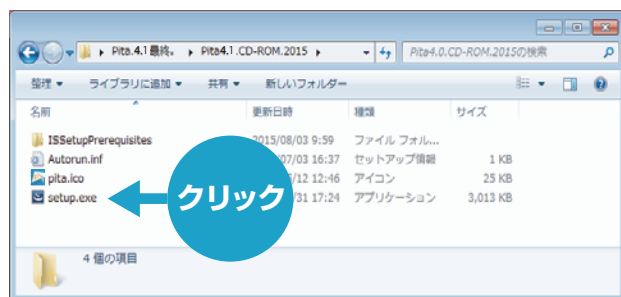 Pita.4.1最終。 ▸ Pita4.1.CD-ROM.2015 ▸ Pita4.0.CD-ROM.2015の検索
整理 ▼ ライブラリに追加 ▼ 共有 ▼ 新しいフォルダー
名前 更新日時 種類 サイズ
ISSetupPrerequisites 2015/08/03 9:59 ファイル フォル...
Autorun.inf /07/03 16:37 セットアップ情報 1 KB
pita.ico /12 12:46 アイコン 25 KB
setup.exe /31 17:24 アプリケーション 3,013 KB
クリック
4 個の項目